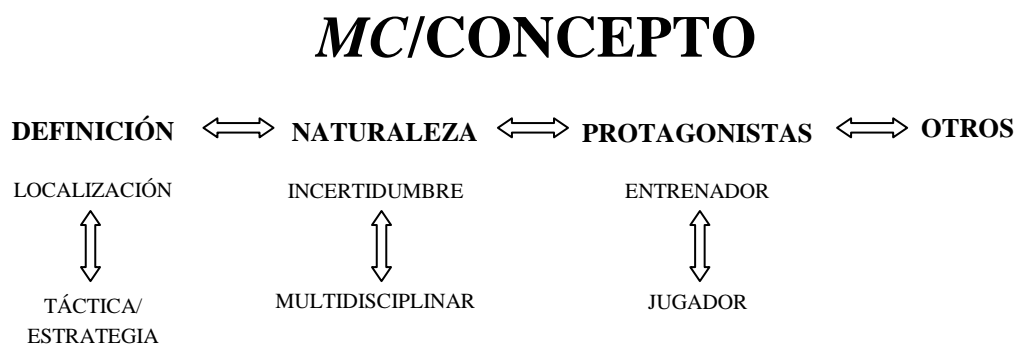 MC/CONCEPTO
DEFINICIÓN NATURALEZA PROTAGONISTAS OTROS
LOCALIZACIÓN INCERTIDUMBRE ENTRENADOR
TÁCTICA/ MULTIDISCIPLINAR JUGADOR
ESTRATEGIA